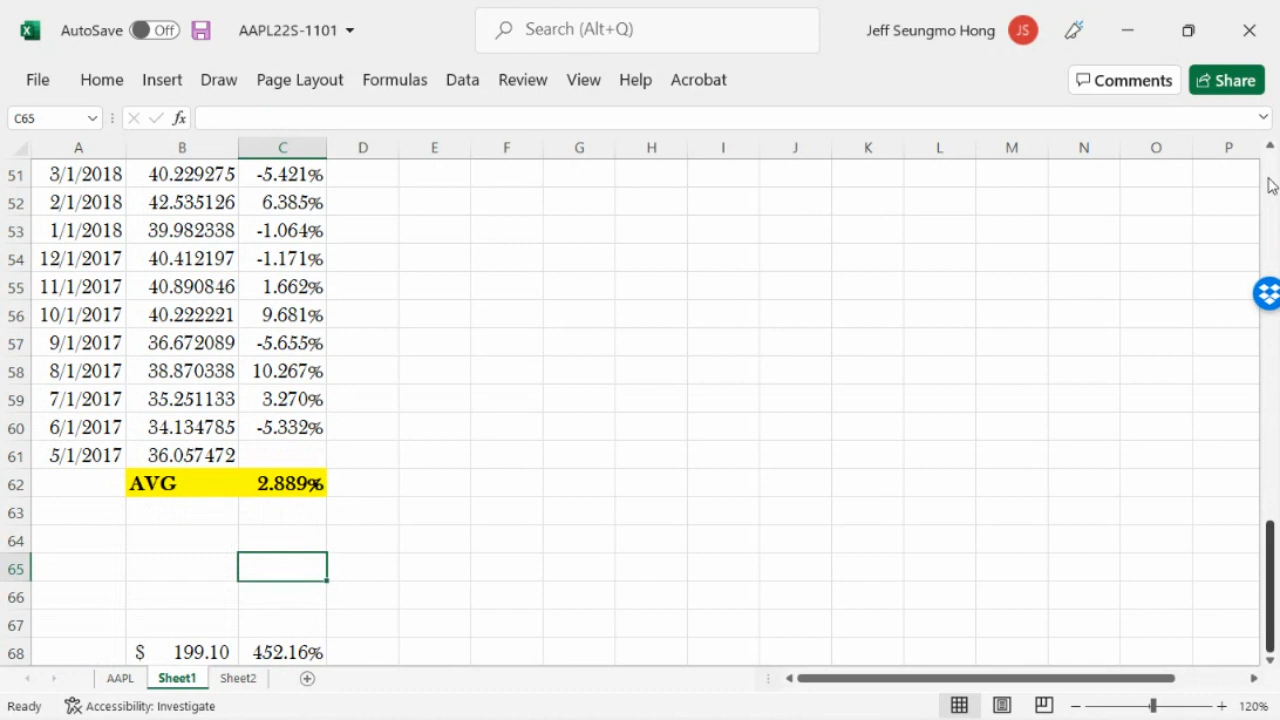 AutoSave Off AAPL22S-1101 Search (Alt+Q) Jeff Seungmo Hong JS
File Home Insert Draw Page Layout Formulas Data Review View Help Acrobat Comments Share
C65 fx
A B C D E F G H I J K L M N O P
51 3/1/2018 40.229275 -5.421%
52 2/1/2018 42.535126 6.385%
53 1/1/2018 39.982338 -1.064%
54 12/1/2017 40.412197 -1.171%
55 11/1/2017 40.890846 1.662%
56 10/1/2017 40.222221 9.681%
57 9/1/2017 36.672089 -5.655%
58 8/1/2017 38.870338 10.267%
59 7/1/2017 35.251133 3.270%
60 6/1/2017 34.134785 -5.332%
61 5/1/2017 36.057472
62 AVG 2.889%
63
64
65
66
67
68 $ 199.10 452.16%
AAPL Sheet1 Sheet2
Ready Accessibility: Investigate 120%